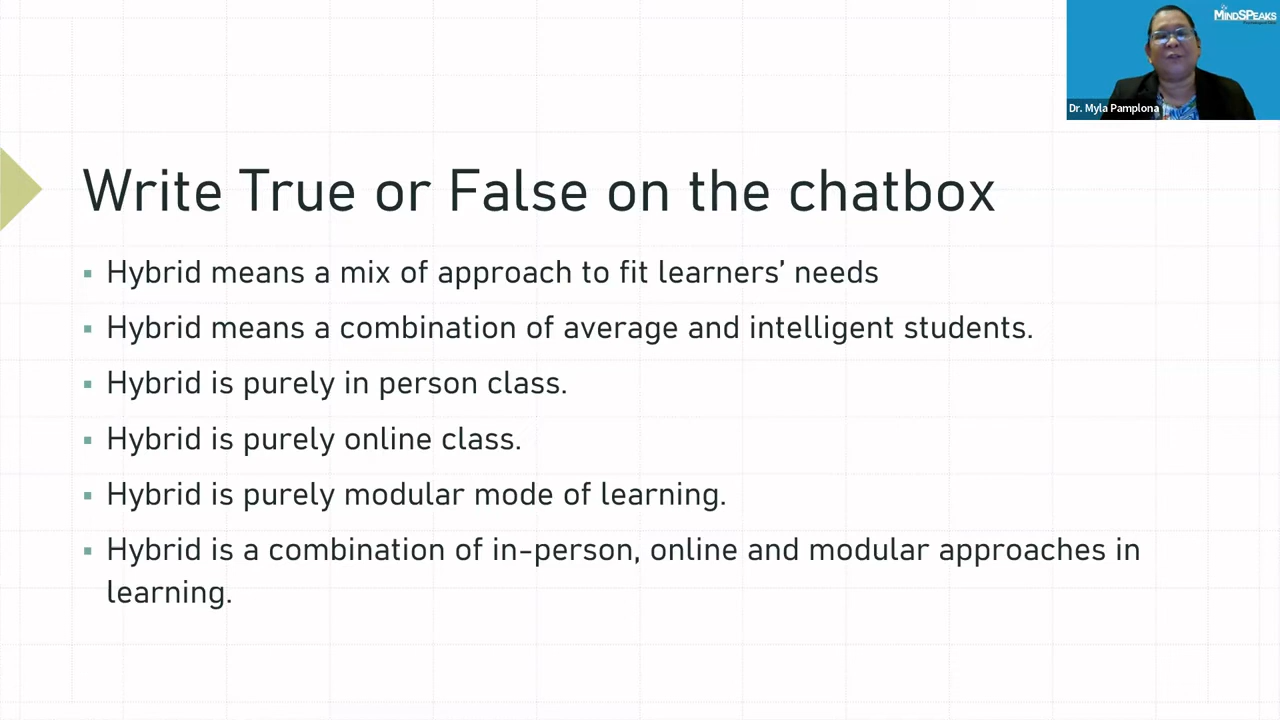 MindSPeaks
Dr. Myla Pamplona
Write True or False on the chatbox
Hybrid means a mix of approach to fit learners’ needs
Hybrid means a combination of average and intelligent students.
Hybrid is purely in person class.
Hybrid is purely online class.
Hybrid is purely modular mode of learning.
Hybrid is a combination of in-person, online and modular approaches in
learning.